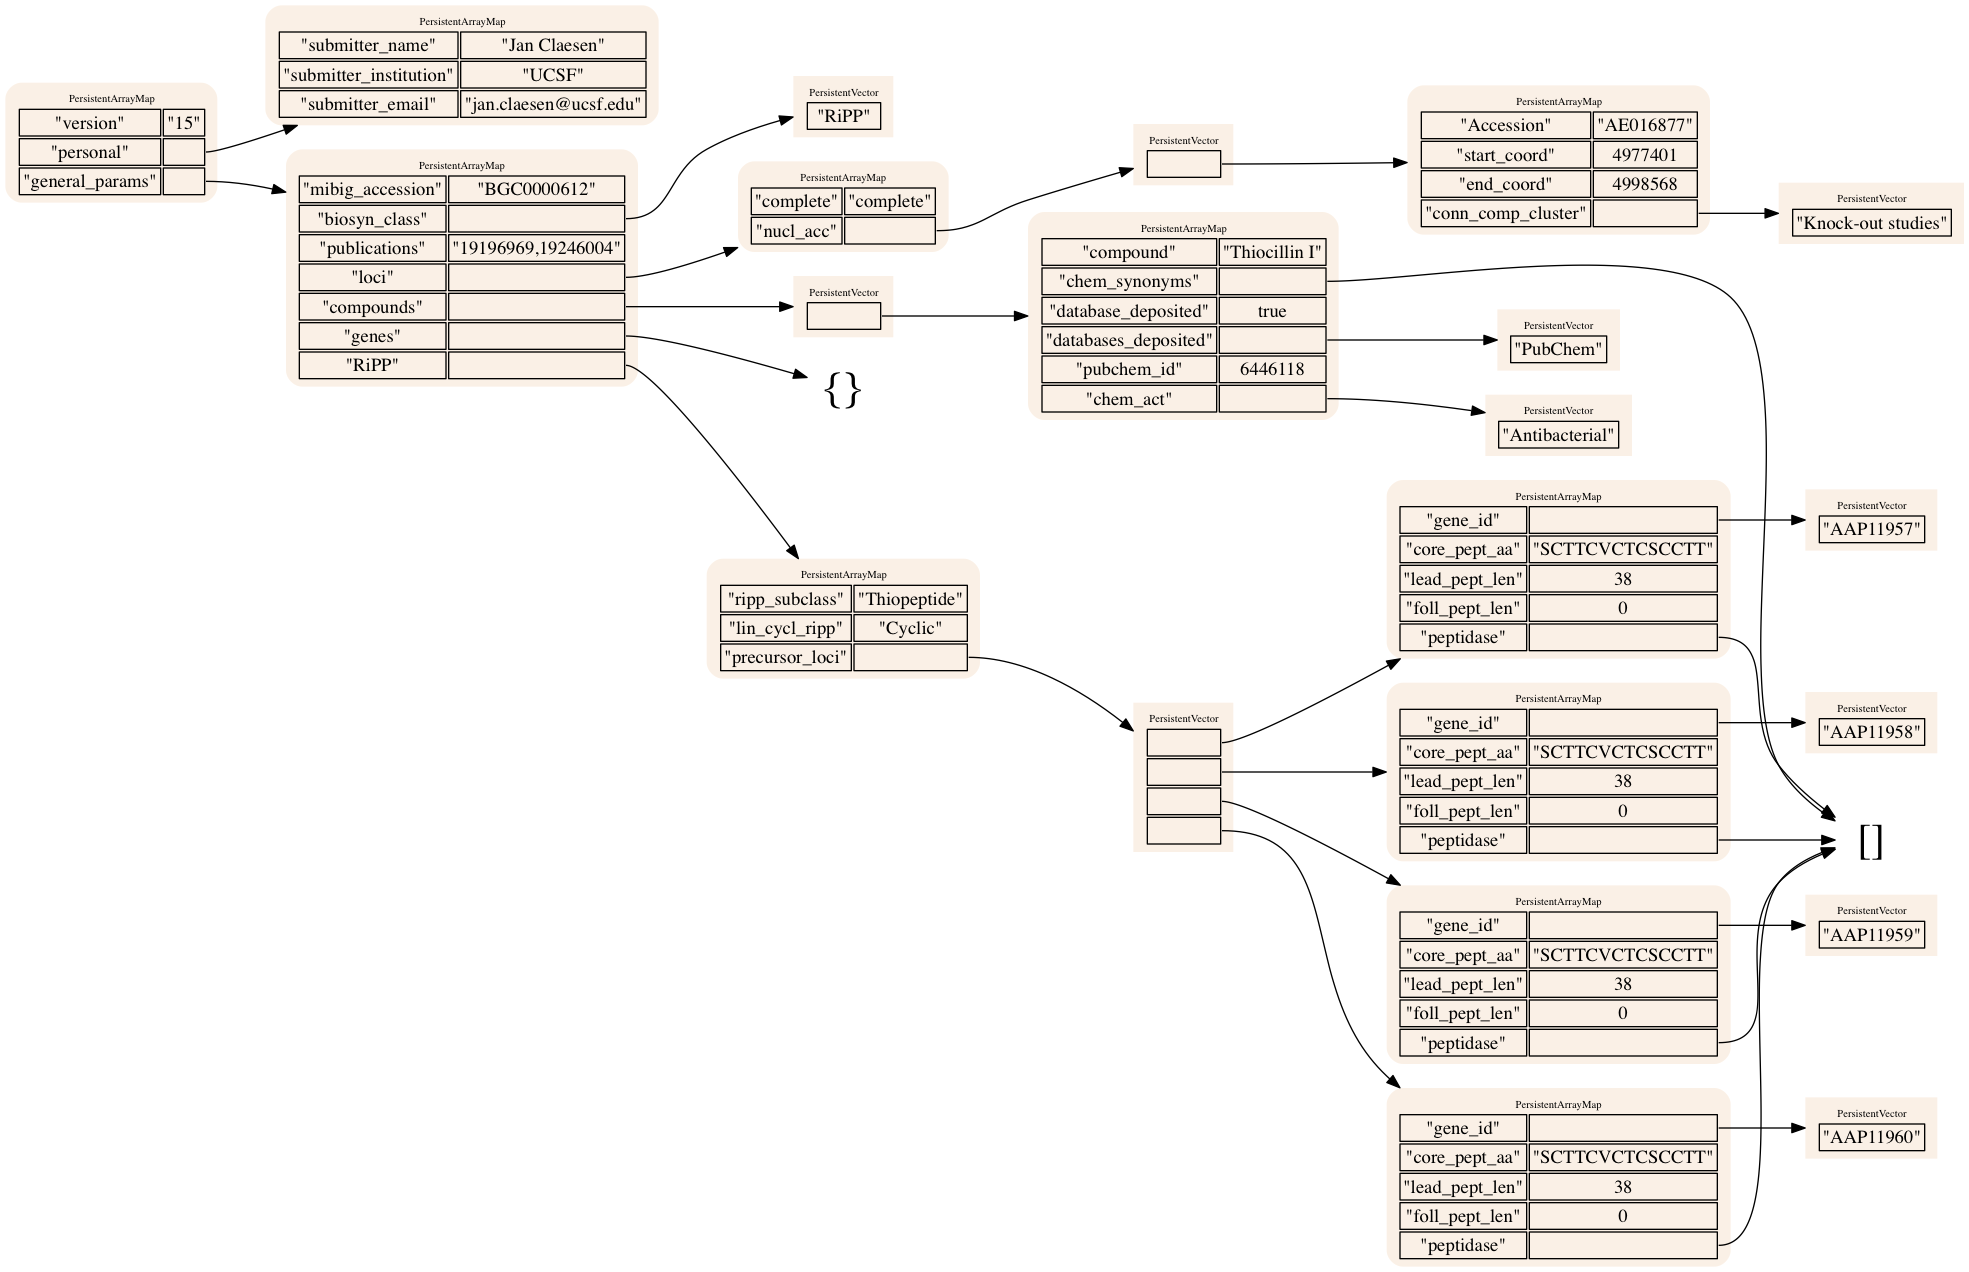 PersistentArrayMap
"version" "15"
"personal"
"general_params"
PersistentArrayMap
"submitter_name" "Jan Claesen"
"submitter_institution" "UCSF"
"submitter_email" "jan.claesen@ucsf.edu"
PersistentArrayMap
"mibig_accession" "BGC0000612"
"biosyn_class"
"publications" "19196969,19246004"
"loci"
"compounds"
"genes"
"RiPP"
PersistentVector
"RiPP"
PersistentArrayMap
"complete" "complete"
"nucl_acc"
PersistentVector
{}
PersistentVector
PersistentArrayMap
"Accession" "AE016877"
"start_coord" 4977401
"end_coord" 4998568
"conn_comp_cluster"
PersistentVector
"Knock-out studies"
PersistentArrayMap
"compound" "Thiocillin I"
"chem_synonyms"
"database_deposited" true
"databases_deposited"
"pubchem_id" 6446118
"chem_act"
PersistentVector
"PubChem"
PersistentVector
"Antibacterial"
PersistentArrayMap
"ripp_subclass" "Thiopeptide"
"lin_cycl_ripp" "Cyclic"
"precursor_loci"
PersistentVector
PersistentArrayMap
"gene_id"
"core_pept_aa" "SCTTCVCTCSCCTT"
"lead_pept_len" 38
"foll_pept_len" 0
"peptidase"
PersistentVector
"AAP11957"
PersistentArrayMap
"gene_id"
"core_pept_aa" "SCTTCVCTCSCCTT"
"lead_pept_len" 38
"foll_pept_len" 0
"peptidase"
PersistentVector
"AAP11958"
[]
PersistentArrayMap
"gene_id"
"core_pept_aa" "SCTTCVCTCSCCTT"
"lead_pept_len" 38
"foll_pept_len" 0
"peptidase"
PersistentVector
"AAP11959"
PersistentArrayMap
"gene_id"
"core_pept_aa" "SCTTCVCTCSCCTT"
"lead_pept_len" 38
"foll_pept_len" 0
"peptidase"
PersistentVector
"AAP11960"